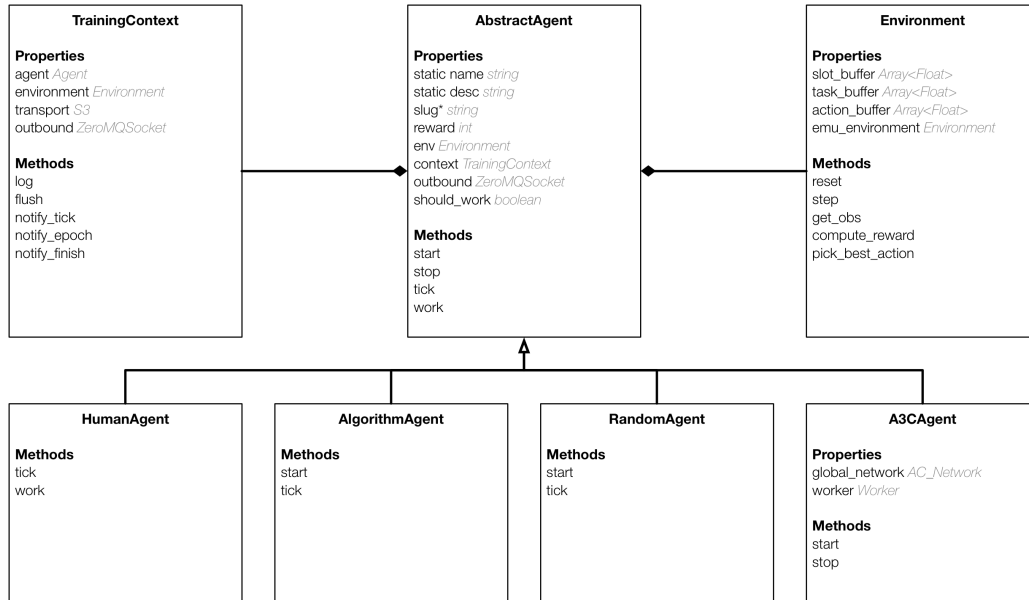 TrainingContext
Properties
agent Agent
environment Environment
transport S3
outbound ZeroMQSocket
Methods
log
flush
notify_tick
notify_epoch
notify_finish
AbstractAgent
Properties
static name string
static desc string
slug* string
reward int
env Environment
context TrainingContext
outbound ZeroMQSocket
should_work boolean
Methods
start
stop
tick
work
Environment
Properties
slot_buffer Array<Float>
task_buffer Array<Float>
action_buffer Array<Float>
emu_environment Environment
Methods
reset
step
get_obs
compute_reward
pick_best_action
HumanAgent
Methods
tick
work
AlgorithmAgent
Methods
start
tick
RandomAgent
Methods
start
tick
A3CAgent
Properties
global_network AC_Network
worker Worker
Methods
start
stop